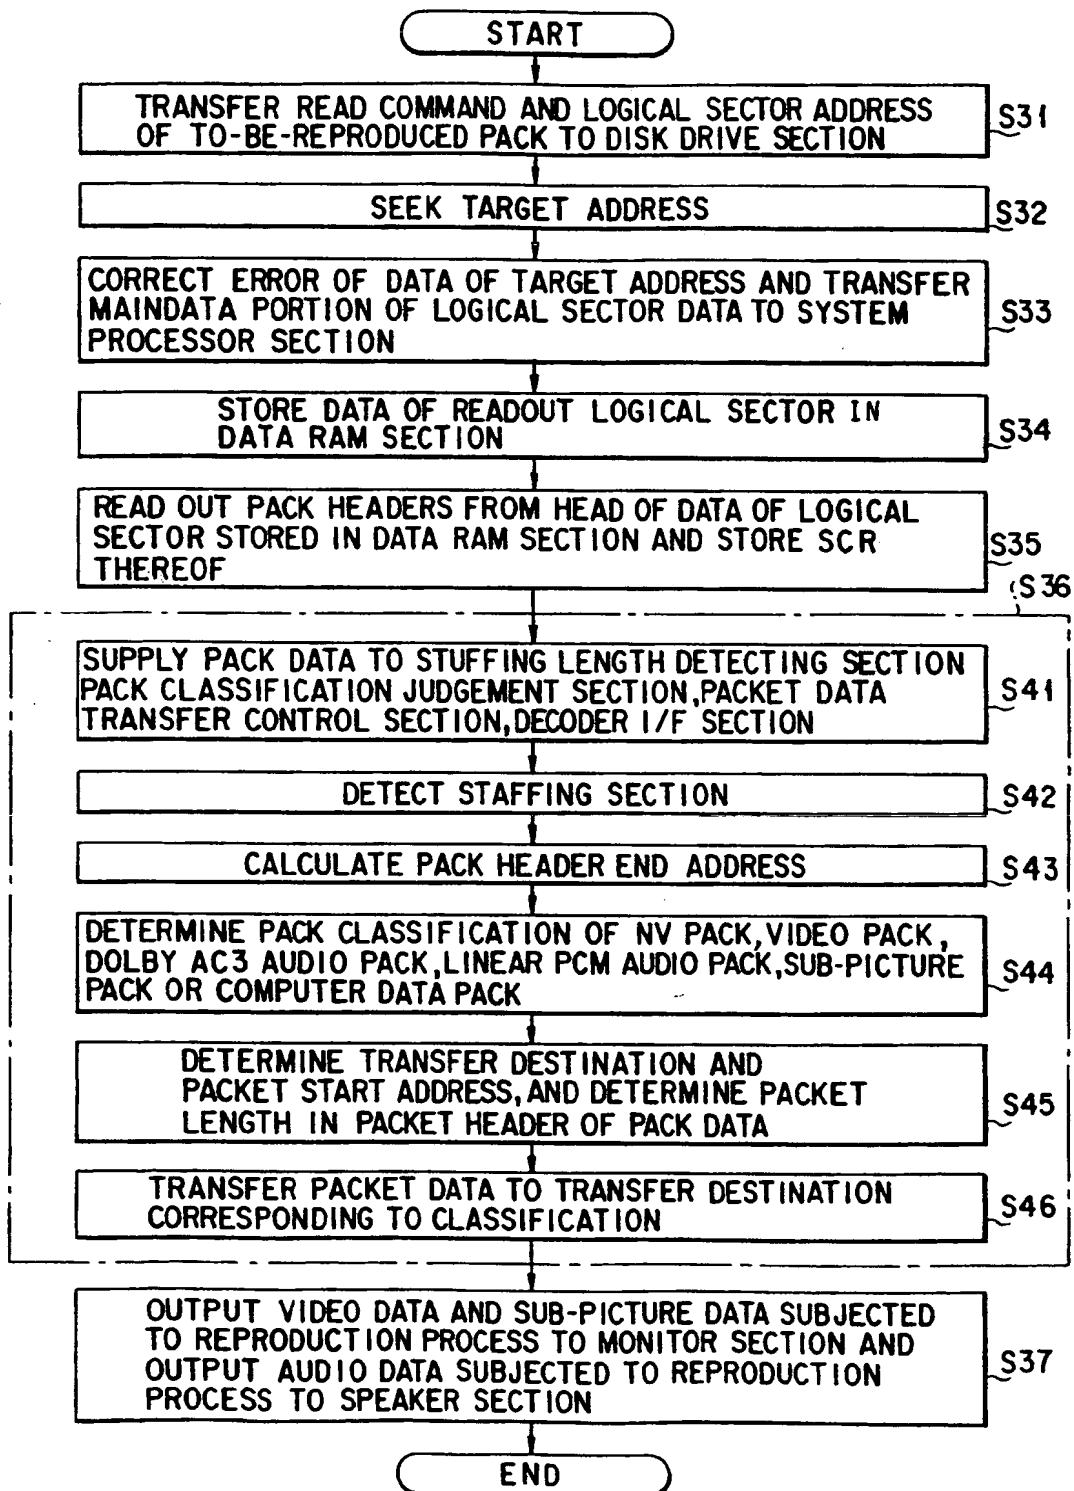 START
TRANSFER READ COMMAND AND LOGICAL SECTOR ADDRESS
OF TO-BE-REPRODUCED PACK TO DISK DRIVE SECTION
S31
SEEK TARGET ADDRESS
S32
CORRECT ERROR OF DATA OF TARGET ADDRESS AND TRANSFER
MAINDATA PORTION OF LOGICAL SECTOR DATA TO SYSTEM
PROCESSOR SECTION
S33
STORE DATA OF READOUT LOGICAL SECTOR IN
DATA RAM SECTION
S34
READ OUT PACK HEADERS FROM HEAD OF DATA OF LOGICAL
SECTOR STORED IN DATA RAM SECTION AND STORE SCR
THEREOF
S35
S36
SUPPLY PACK DATA TO STUFFING LENGTH DETECTING SECTION
PACK CLASSIFICATION JUDGEMENT SECTION, PACKET DATA
TRANSFER CONTROL SECTION, DECODER I/F SECTION
S41
DETECT STAFFING SECTION
S42
CALCULATE PACK HEADER END ADDRESS
S43
DETERMINE PACK CLASSIFICATION OF NV PACK, VIDEO PACK,
DOLBY AC3 AUDIO PACK, LINEAR PCM AUDIO PACK, SUB-PICTURE
PACK OR COMPUTER DATA PACK
S44
DETERMINE TRANSFER DESTINATION AND
PACKET START ADDRESS, AND DETERMINE PACKET
LENGTH IN PACKET HEADER OF PACK DATA
S45
TRANSFER PACKET DATA TO TRANSFER DESTINATION
CORRESPONDING TO CLASSIFICATION
S46
OUTPUT VIDEO DATA AND SUB-PICTURE DATA SUBJECTED
TO REPRODUCTION PROCESS TO MONITOR SECTION AND
OUTPUT AUDIO DATA SUBJECTED TO REPRODUCTION
PROCESS TO SPEAKER SECTION
S37
END